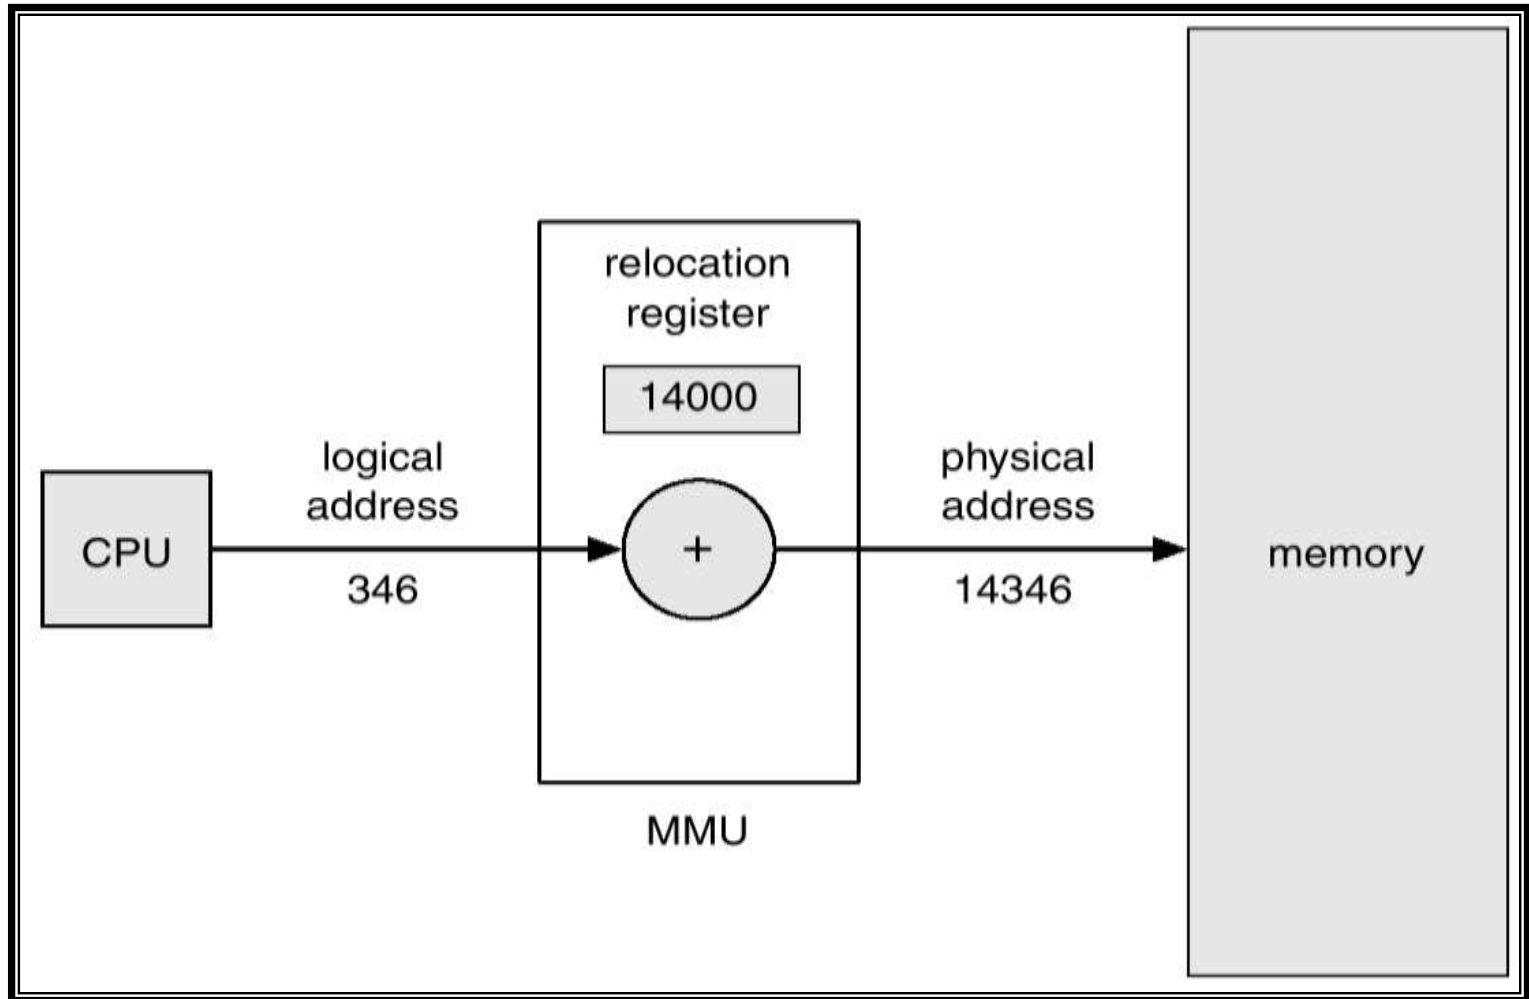 relocation
register
14000
logical
address
346
CPU
+
physical
address
14346
memory
MMU